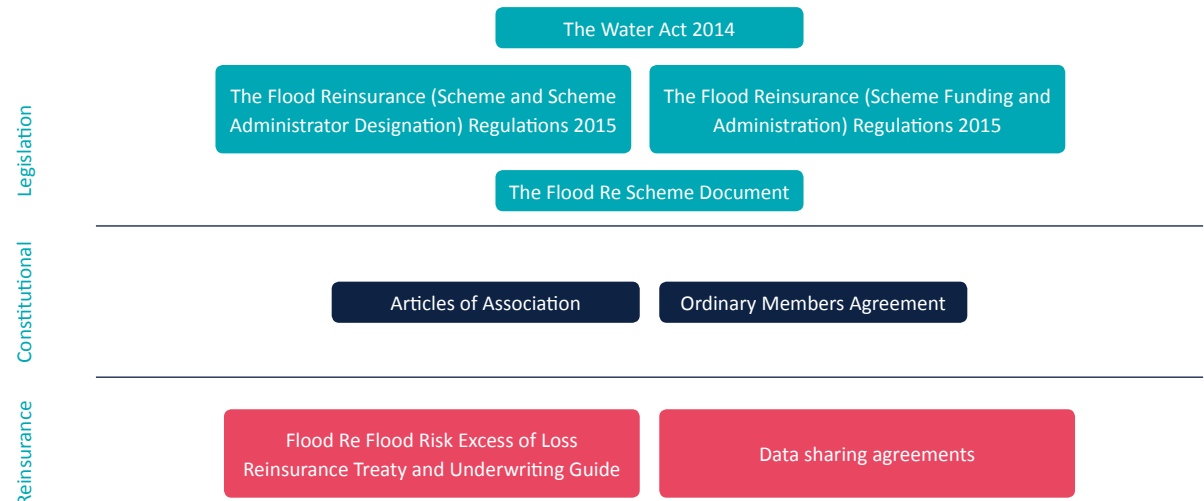 The Water Act 2014
Legislation
The Flood Reinsurance (Scheme and Scheme
Administrator Designation) Regulations 2015
The Flood Reinsurance (Scheme Funding and
Administration) Regulations 2015
The Flood Re Scheme Document
Constitutional
Articles of Association
Ordinary Members Agreement
Reinsurance
Flood Re Flood Risk Excess of Loss
Reinsurance Treaty and Underwriting Guide
Data sharing agreements